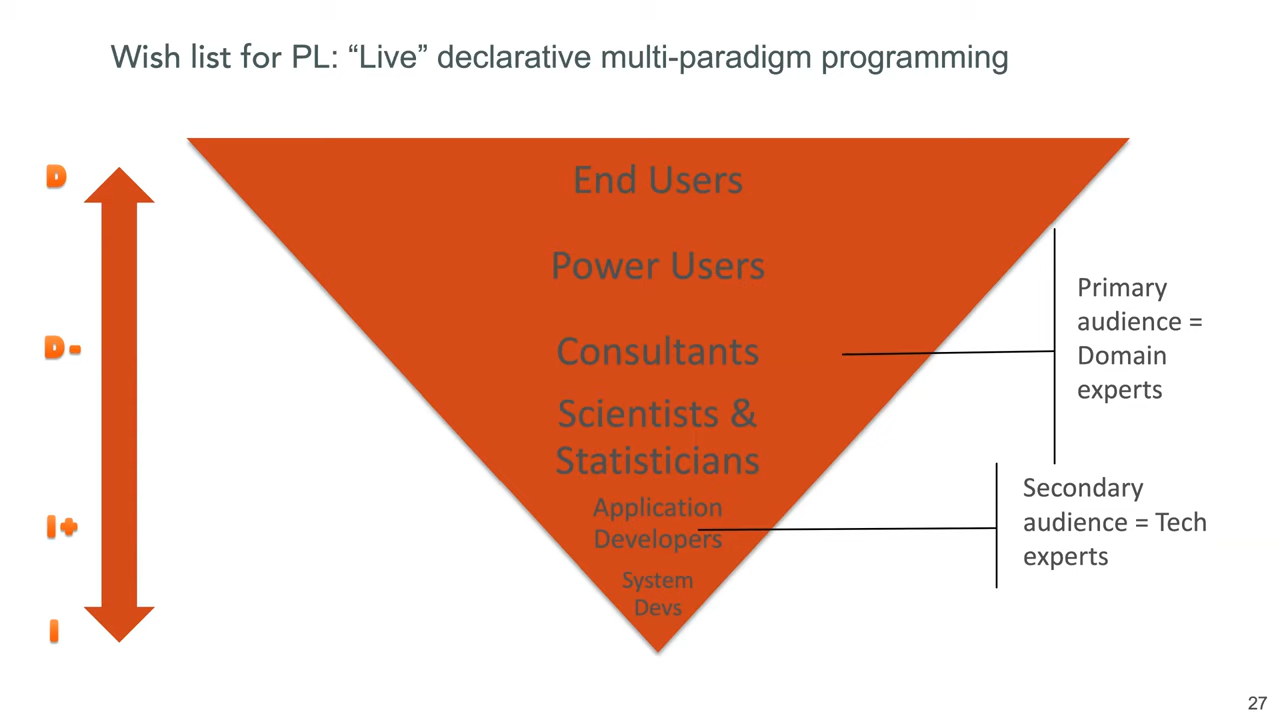 Wish list for PL: “Live” declarative multi-paradigm programming
D
End Users
Power Users
D-
Consultants
Scientists &
Statisticians
Application
Developers
I+
System
Devs
I
Primary
audience =
Domain
experts
Secondary
audience = Tech
experts
27